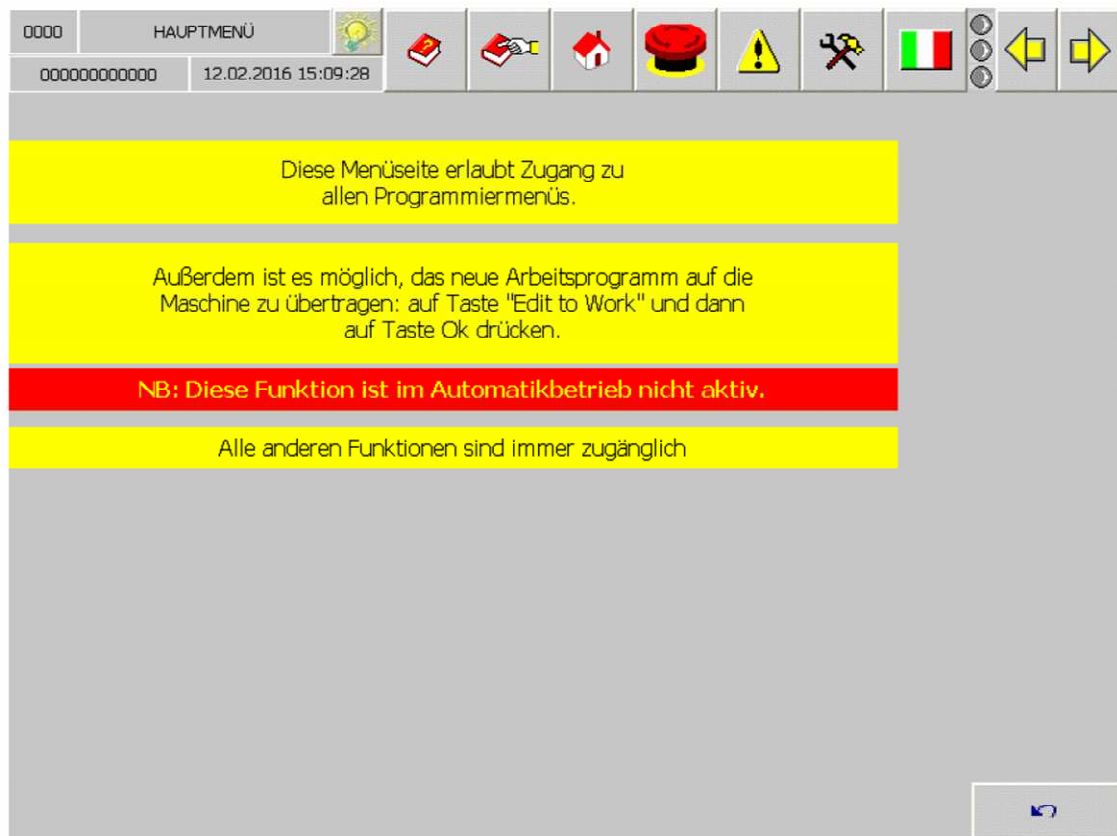 0000 HAUPTMENÜ
000000000000 12.02.2016 15:09:28
Diese Menüseite erlaubt Zugang zu
allen Programmiermenüs.
Außerdem ist es möglich, das neue Arbeitsprogramm auf die
Maschine zu übertragen: auf Taste "Edit to Work" und dann
auf Taste Ok drücken.
NB: Diese Funktion ist im Automatikbetrieb nicht aktiv.
Alle anderen Funktionen sind immer zugänglich